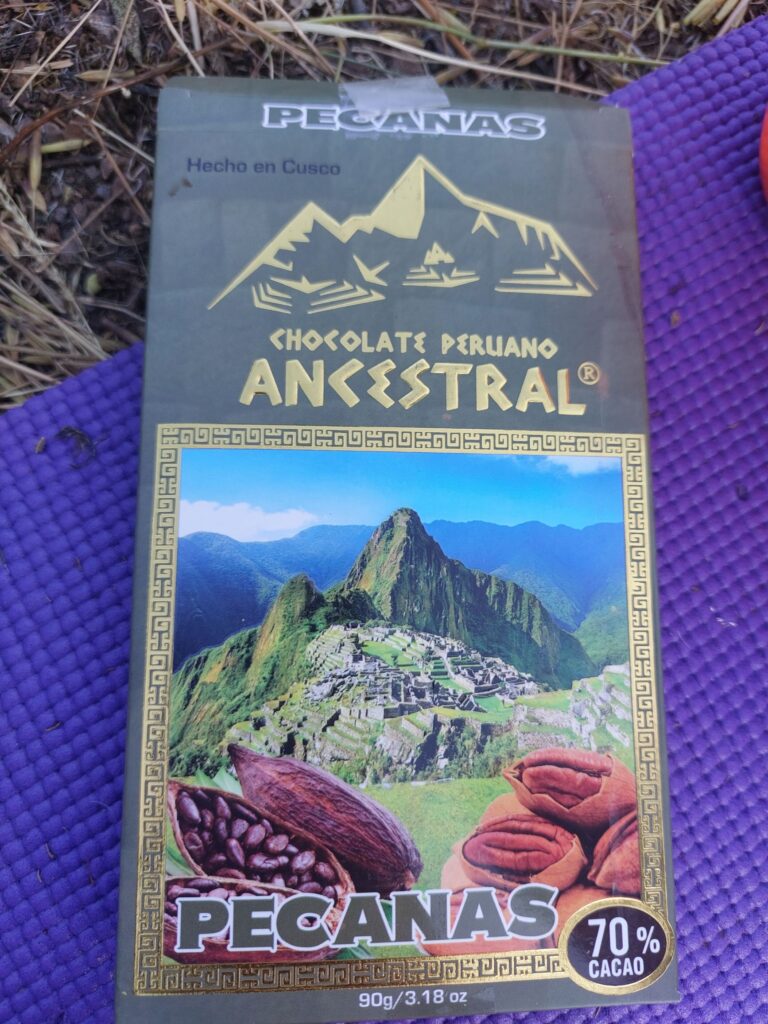 PECANAS
Hecho en Cusco
CHOCOLATE PERUANO
ANCESTRAL®
PECANAS
70%
CACAO
90g/3.18 oz